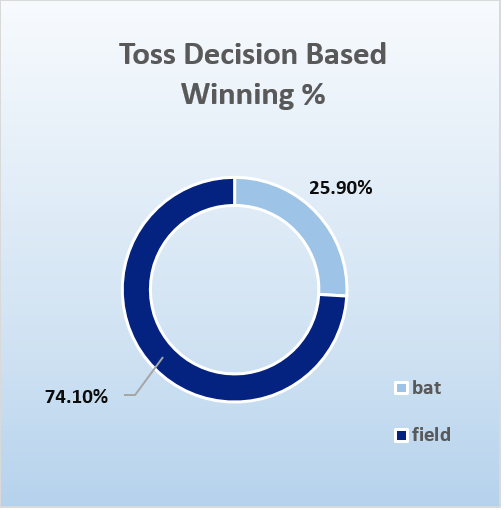 Toss Decision Based
Winning %
25.90%
74.10%
bat
field